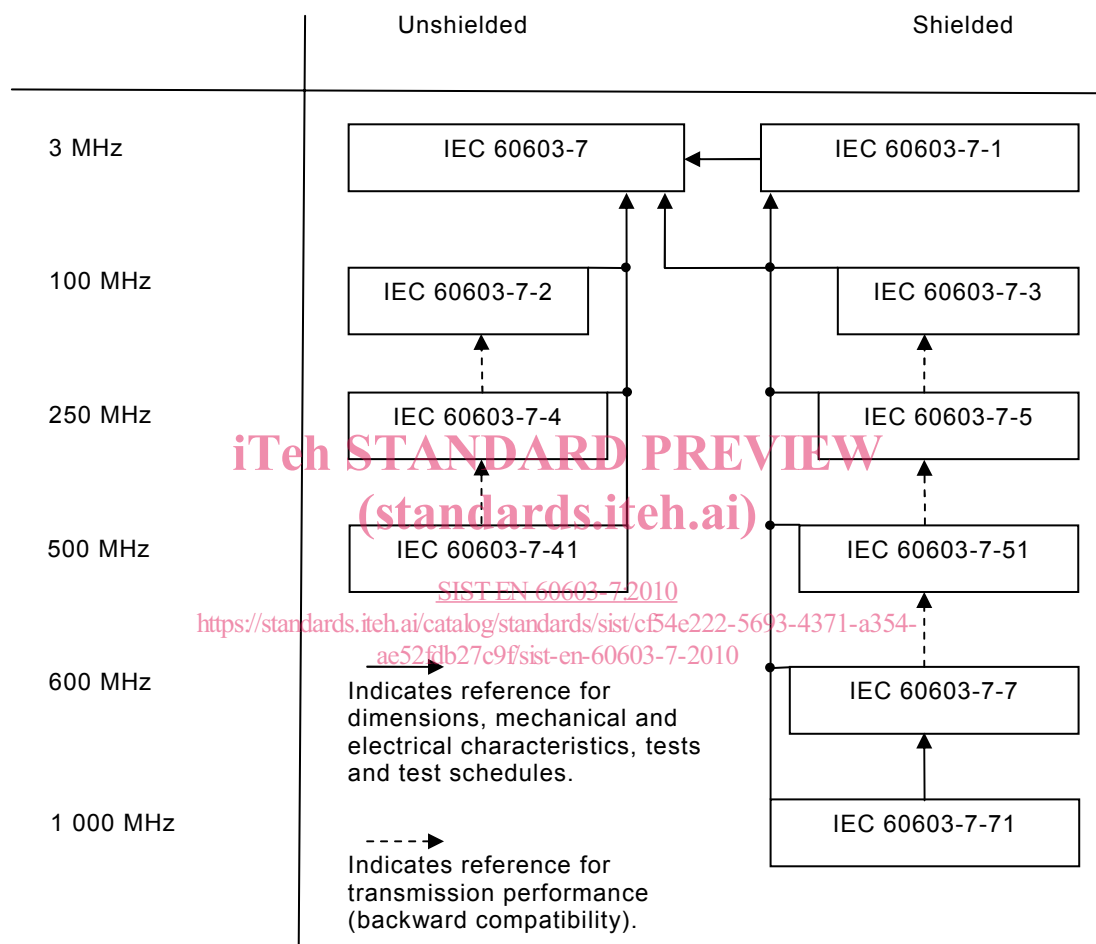 Unshielded
Shielded
3 MHz
IEC 60603-7
IEC 60603-7-1
100 MHz
IEC 60603-7-2
IEC 60603-7-3
250 MHz
IEC 60603-7-4
IEC 60603-7-5
iTeh STANDARD PREVIEW
(standards.iteh.ai)
500 MHz
IEC 60603-7-41
IEC 60603-7-51
SIST EN 60603-7:2010
https://standards.iteh.ai/catalog/standards/sist/cf54e222-5693-4371-a354-
ae52fdb27c9f/sist-en-60603-7-2010
600 MHz
IEC 60603-7-7
Indicates reference for
dimensions, mechanical and
electrical characteristics, tests
and test schedules.
1 000 MHz
IEC 60603-7-71
Indicates reference for
transmission performance
(backward compatibility).